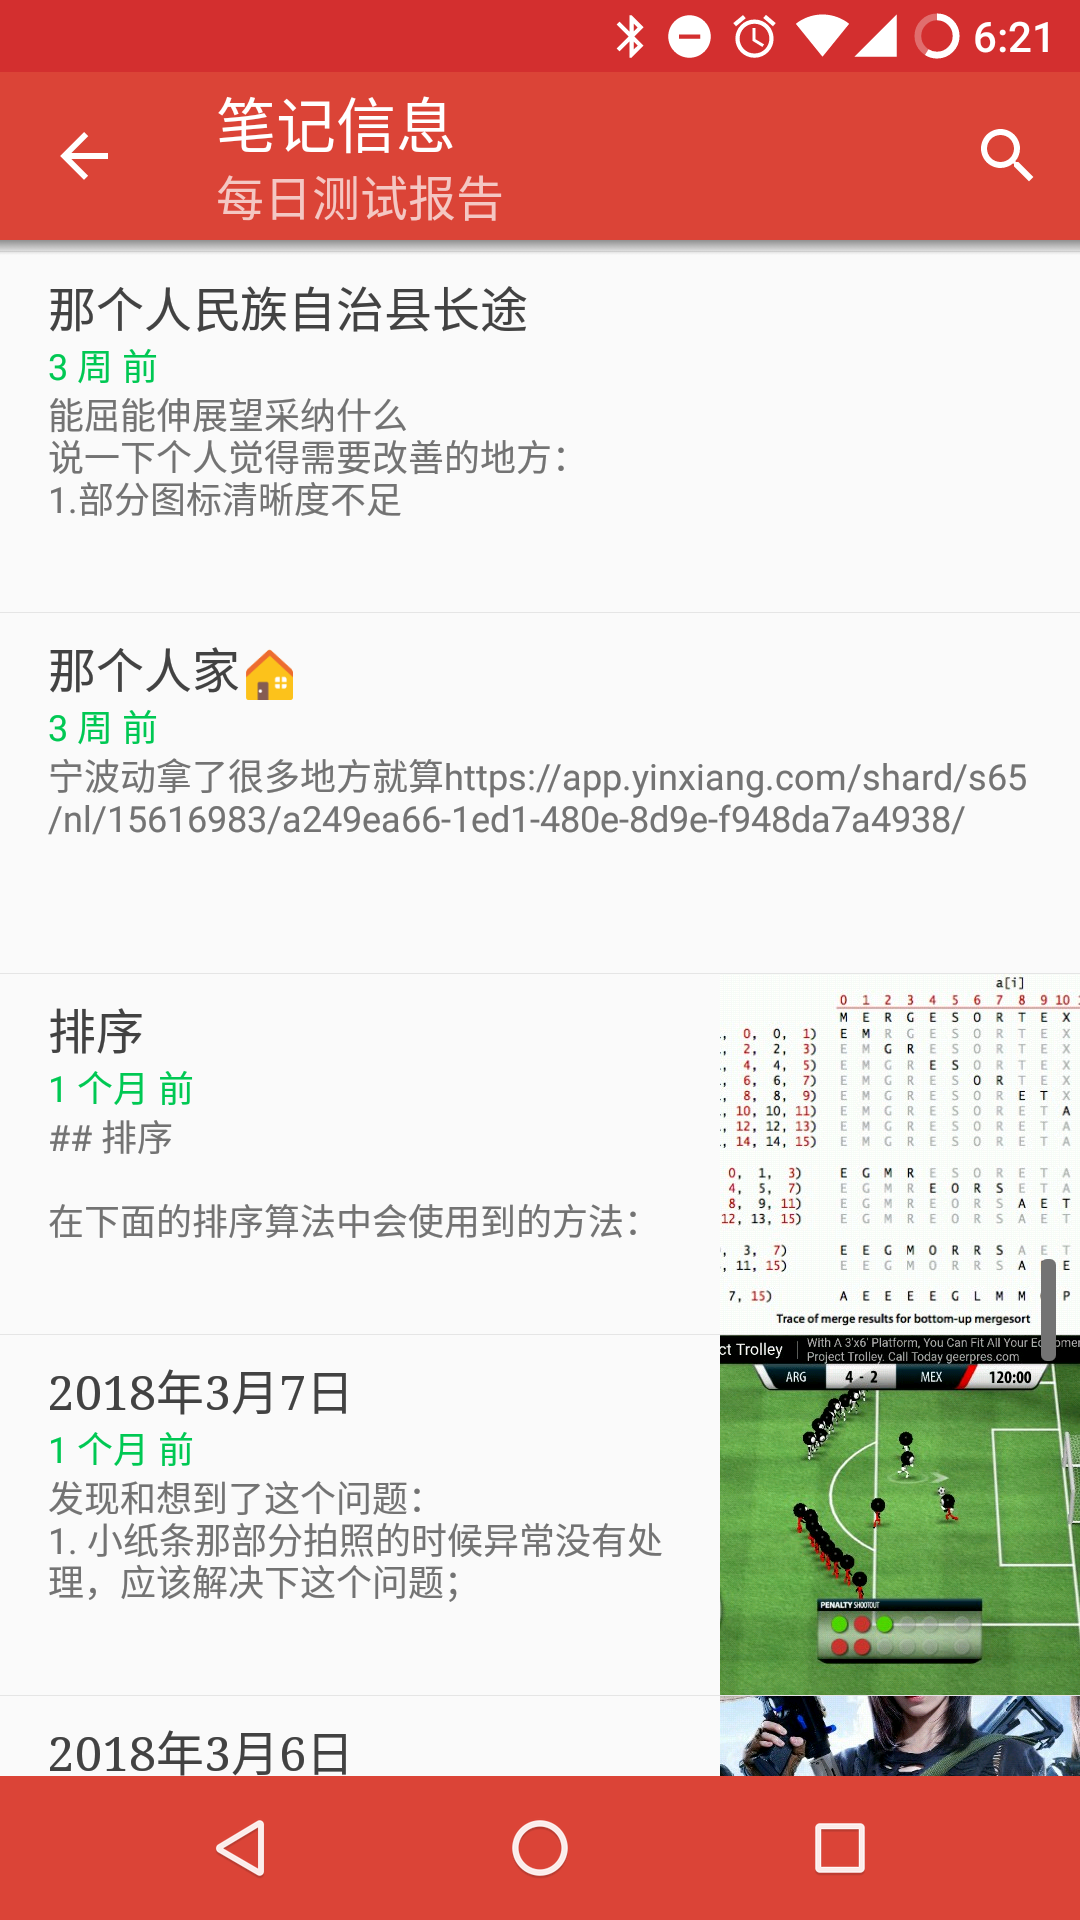 6:21
笔记信息
每日测试报告
那个人民族自治县长途
3 周 前
能屈能伸展望采纳什么
说一下个人觉得需要改善的地方：
1.部分图标清晰度不足
那个人家🏠
3 周 前
宁波动拿了很多地方就算https://app.yinxiang.com/shard/s65
/nl/15616983/a249ea66-1ed1-480e-8d9e-f948da7a4938/
排序
1 个月 前
## 排序
在下面的排序算法中会使用到的方法：
a[i]
0 1 2 3 4 5 6 7 8 9 10
M E R G E S O R T E X
, 0, 0, 1) E M R G E S O R T E X
, 2, 2, 3) E M G R E S O R T E X
, 4, 4, 5) E M G R E S O R T E X
, 6, 6, 7) E M G R E S O R T E X
, 8, 8, 9) E M G R E S O R E T X
, 10, 10, 11) E M G R E S O R E T A
, 12, 12, 13) E M G R E S O R E T A
, 14, 14, 15) E M G R E S O R E T A
0, 1, 3) E G M R E S O R E T A
4, 5, 7) E G M R E O R S E T A
8, 9, 11) E G M R E O R S A E T
12, 13, 15) E G M R E O R S A E T
, 3, 7) E E G M O R R S A E T
, 11, 15) E E G M O R R S A E
7, 15) A E E E E G L M M P
Trace of merge results for bottom-up mergesort
2018年3月7日
1 个月 前
发现和想到了这个问题：
1. 小纸条那部分拍照的时候异常没有处
理，应该解决下这个问题；
ct Trolley
With A 3'x6' Platform, You Can Fit All Your
Project Trolley. Call Today geerpres.com
ARG 4 - 2 MEX 120:00
PENALTY SHOOTOUT
2018年3月6日